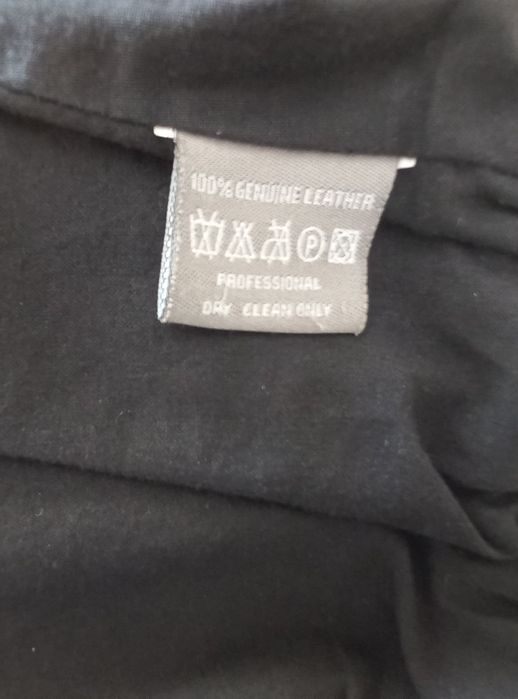 100% GENUINE LEATHER
P
PROFESSIONAL
DRY CLEAN ONLY